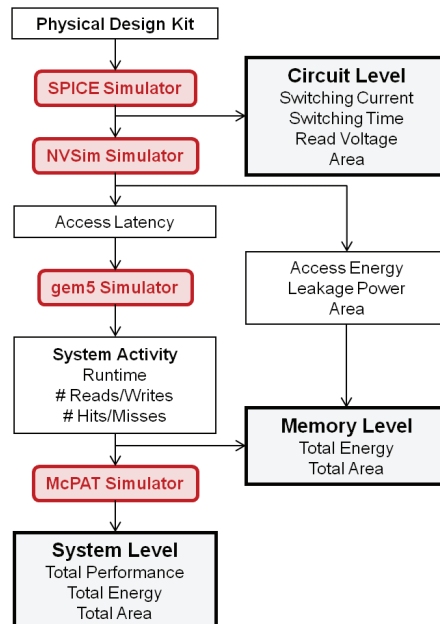 Physical Design Kit
SPICE Simulator
Circuit Level
Switching Current
Switching Time
Read Voltage
Area
NVSim Simulator
Access Latency
Access Energy
Leakage Power
Area
gem5 Simulator
System Activity
Runtime
# Reads/Writes
# Hits/Misses
Memory Level
Total Energy
Total Area
McPAT Simulator
System Level
Total Performance
Total Energy
Total Area